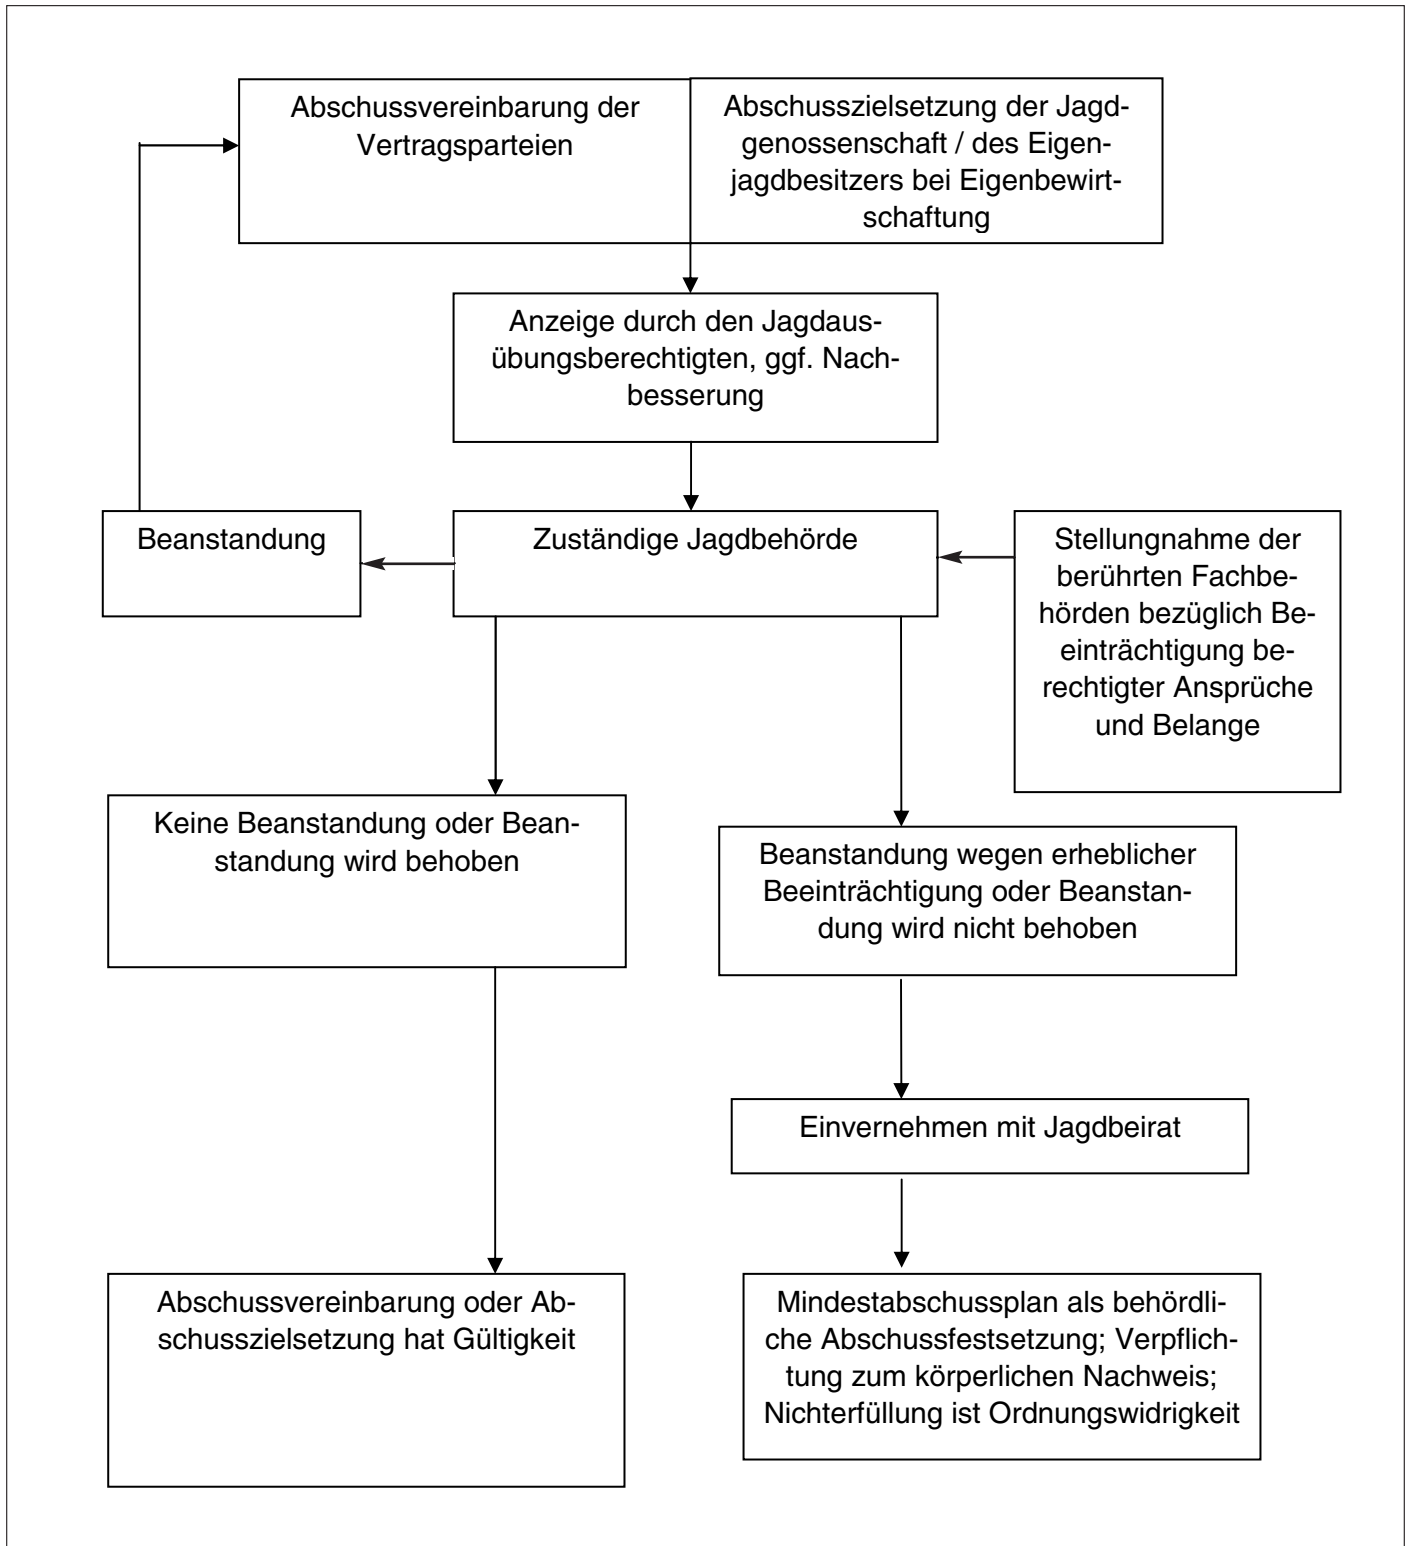 Abschussvereinbarung der
Vertragsparteien
Abschusszielsetzung der Jagd-
genossenschaft / des Eigen-
jagdbesitzers bei Eigenbewirt-
schaftung
Anzeige durch den Jagdaus-
übungsberechtigten, ggf. Nach-
besserung
Beanstandung
Zuständige Jagdbehörde
Stellungnahme der
berührten Fachbe-
hörden bezüglich Be-
einträchtigung be-
rechtigter Ansprüche
und Belange
Keine Beanstandung oder Bean-
standung wird behoben
Beanstandung wegen erheblicher
Beeinträchtigung oder Beanstan-
dung wird nicht behoben
Einvernehmen mit Jagdbeirat
Abschussvereinbarung oder Ab-
schusszielsetzung hat Gültigkeit
Mindestabschussplan als behördli-
che Abschussfestsetzung; Verpflich-
tung zum körperlichen Nachweis;
Nichterfüllung ist Ordnungswidrigkeit